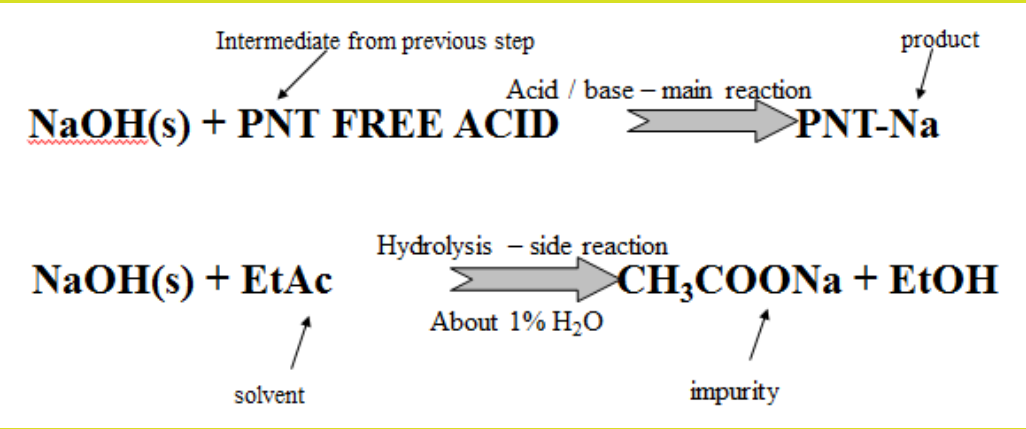 Intermediate from previous step
product
Acid / base – main reaction
NaOH(s) + PNT FREE ACID PNT-Na
Hydrolysis – side reaction
NaOH(s) + EtAc CH₃COONa + EtOH
About 1% H₂O
solvent
impurity